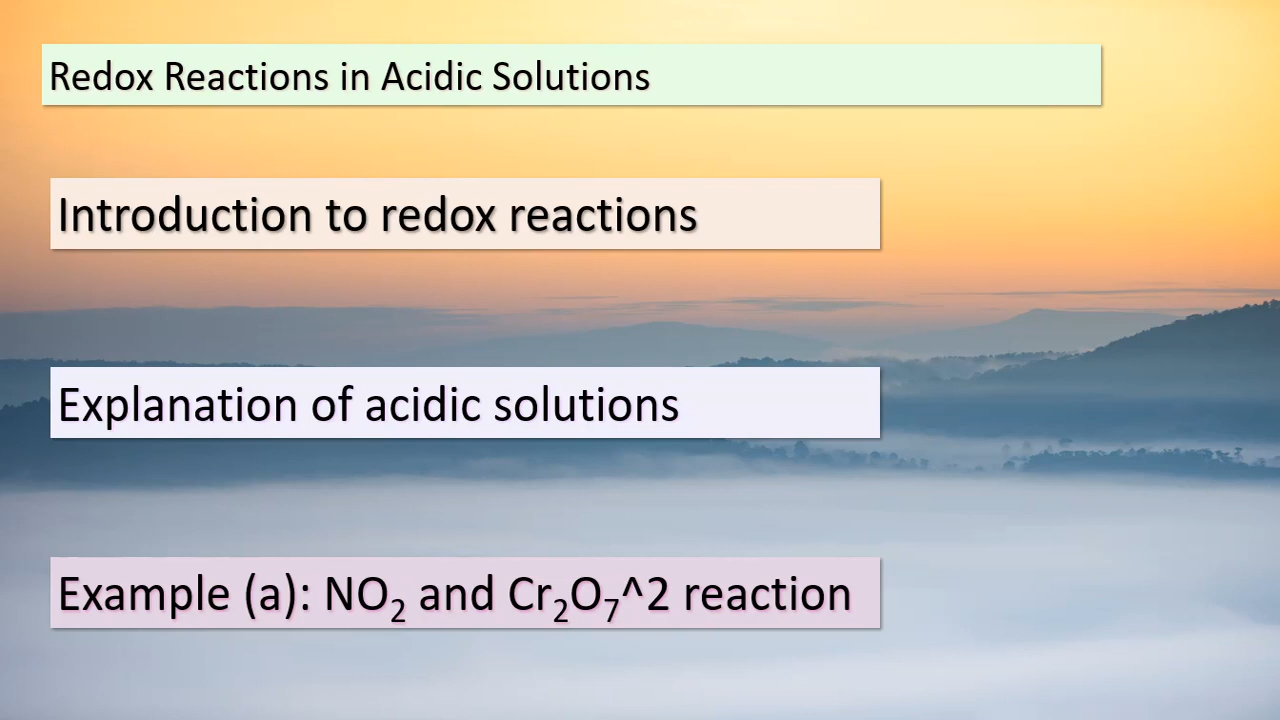 Redox Reactions in Acidic Solutions
Introduction to redox reactions
Explanation of acidic solutions
Example (a): NO₂ and Cr₂O₇^2 reaction